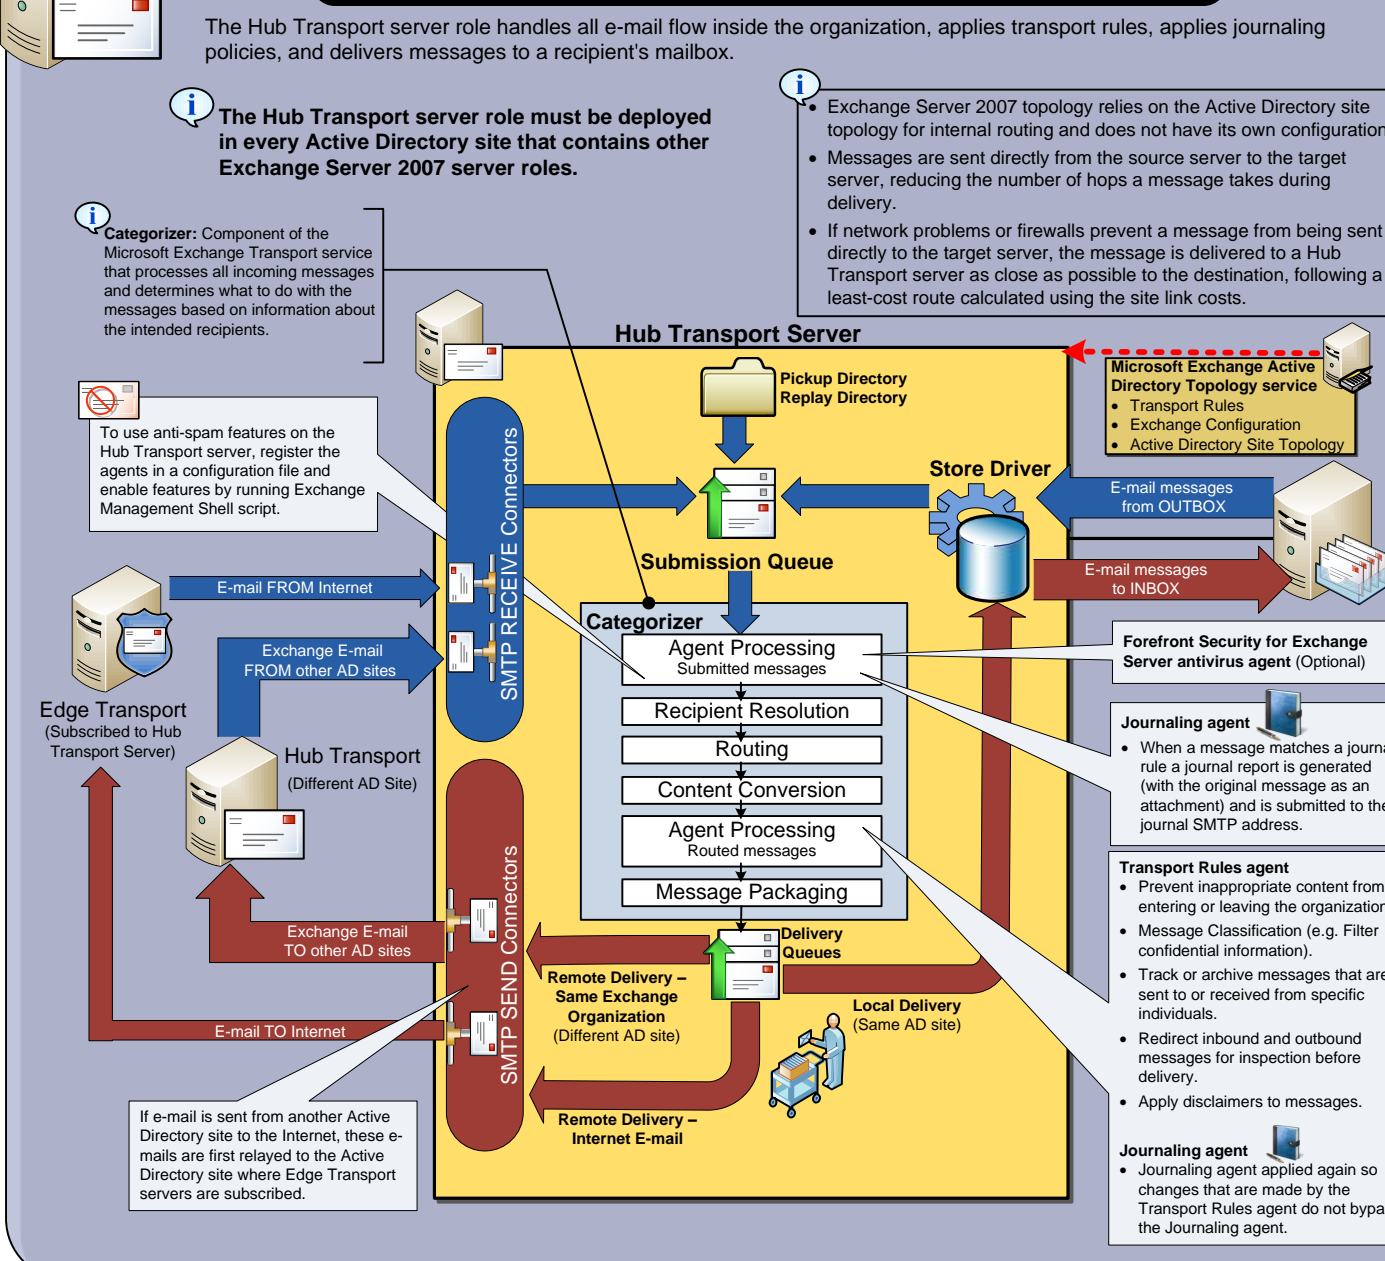 The Hub Transport server role handles all e-mail flow inside the organization, applies transport rules, applies journaling
policies, and delivers messages to a recipient's mailbox.
The Hub Transport server role must be deployed
in every Active Directory site that contains other
Exchange Server 2007 server roles.
• Exchange Server 2007 topology relies on the Active Directory site
topology for internal routing and does not have its own configuration
• Messages are sent directly from the source server to the target
server, reducing the number of hops a message takes during
delivery.
• If network problems or firewalls prevent a message from being sent
directly to the target server, the message is delivered to a Hub
Transport server as close as possible to the destination, following a
least-cost route calculated using the site link costs.
Categorizer: Component of the
Microsoft Exchange Transport service
that processes all incoming messages
and determines what to do with the
messages based on information about
the intended recipients.
Hub Transport Server
Microsoft Exchange Active
Directory Topology service
• Transport Rules
• Exchange Configuration
• Active Directory Site Topology
Pickup Directory
Replay Directory
To use anti-spam features on the
Hub Transport server, register the
agents in a configuration file and
enable features by running Exchange
Management Shell script.
SMTP RECEIVE Connectors
Store Driver
E-mail messages
from OUTBOX
Submission Queue
E-mail messages
to INBOX
E-mail FROM Internet
Exchange E-mail
FROM other AD sites
Categorizer
Agent Processing
Submitted messages
Recipient Resolution
Routing
Content Conversion
Agent Processing
Routed messages
Message Packaging
Forefront Security for Exchange
Server antivirus agent (Optional)
Edge Transport
(Subscribed to Hub
Transport Server)
Hub Transport
(Different AD Site)
Journaling agent
• When a message matches a journa
rule a journal report is generated
(with the original message as an
attachment) and is submitted to the
journal SMTP address.
SMTP SEND Connectors
Exchange E-mail
TO other AD sites
E-mail TO Internet
Delivery
Queues
Remote Delivery –
Same Exchange
Organization
(Different AD site)
Local Delivery
(Same AD site)
Remote Delivery –
Internet E-mail
Transport Rules agent
• Prevent inappropriate content from
entering or leaving the organization
• Message Classification (e.g. Filter
confidential information).
• Track or archive messages that are
sent to or received from specific
individuals.
• Redirect inbound and outbound
messages for inspection before
delivery.
• Apply disclaimers to messages.
Journaling agent
• Journaling agent applied again so
changes that are made by the
Transport Rules agent do not bypa
the Journaling agent.
If e-mail is sent from another Active
Directory site to the Internet, these e-
mails are first relayed to the Active
Directory site where Edge Transport
servers are subscribed.